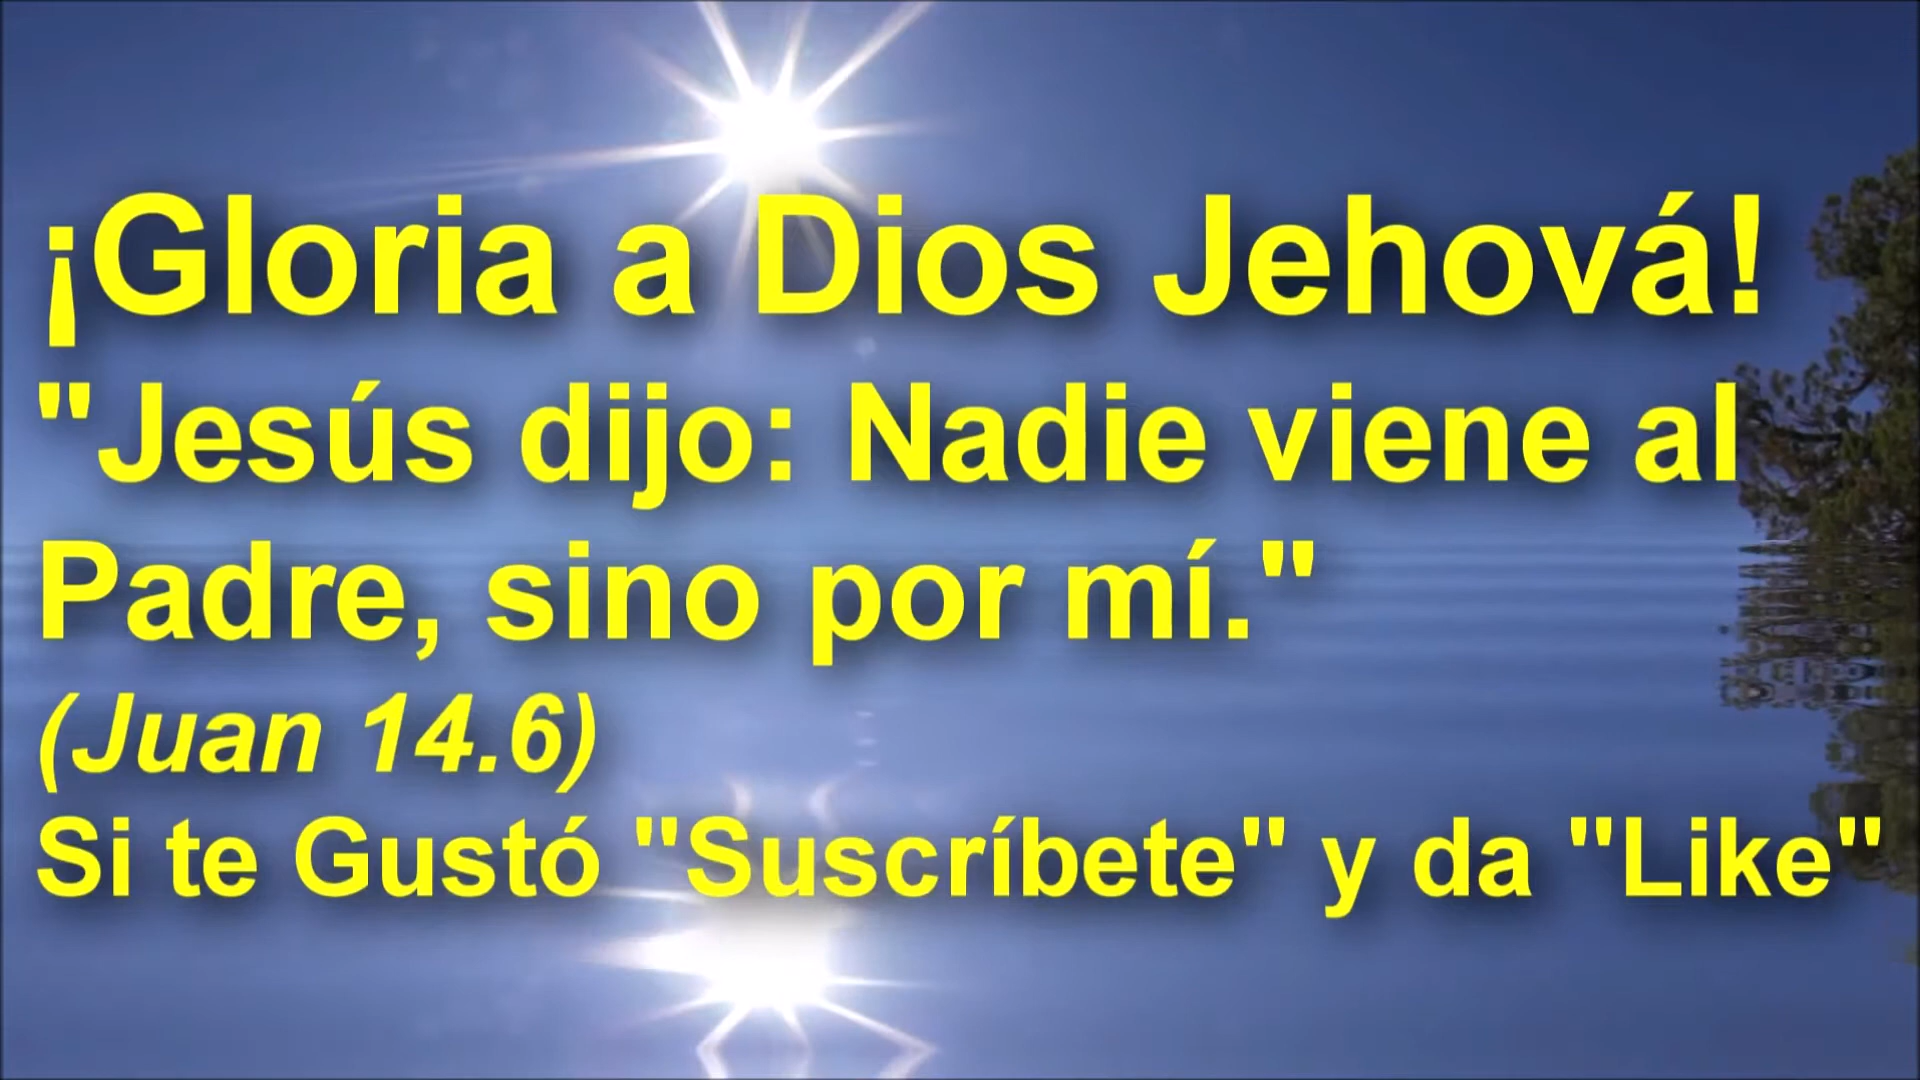 ¡Gloria a Dios Jehová!
"Jesús dijo: Nadie viene al
Padre, sino por mí."
(Juan 14.6)
Si te Gustó "Suscríbete" y da "Like"